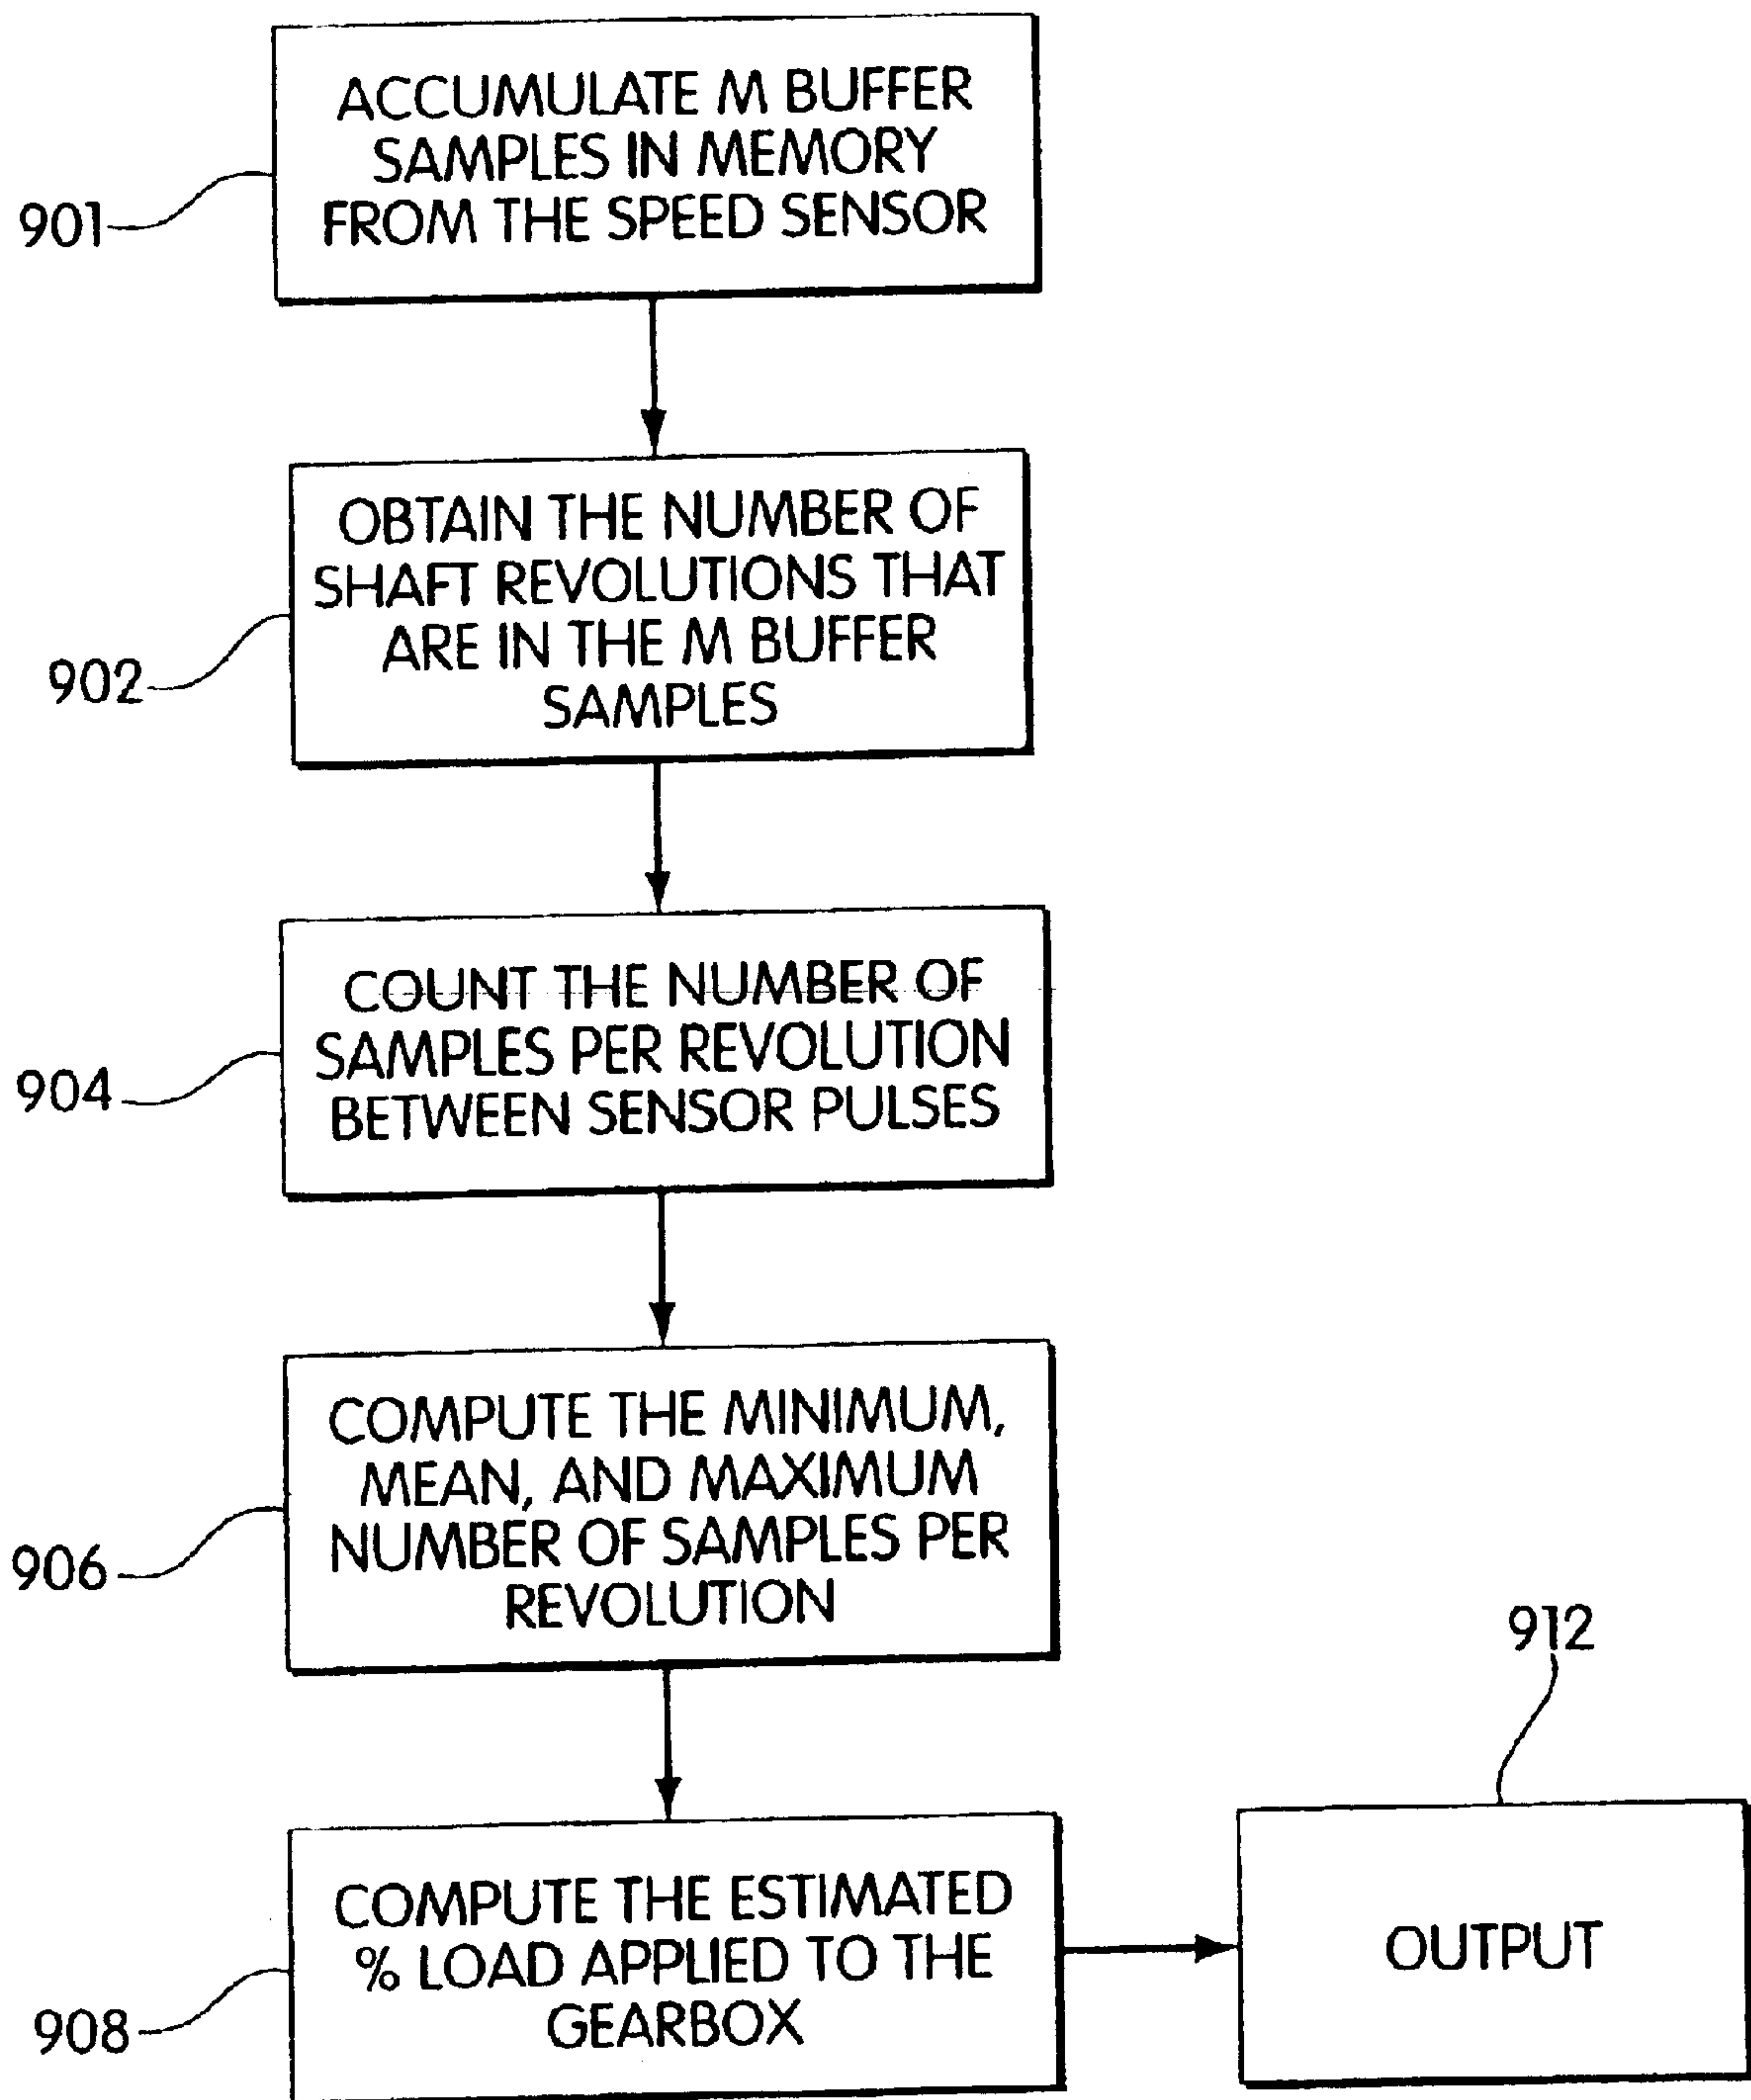 ACCUMULATE M BUFFER
SAMPLES IN MEMORY
FROM THE SPEED SENSOR
901
OBTAIN THE NUMBER OF
SHAFT REVOLUTIONS THAT
ARE IN THE M BUFFER
SAMPLES
902
COUNT THE NUMBER OF
SAMPLES PER REVOLUTION
BETWEEN SENSOR PULSES
904
COMPUTE THE MINIMUM,
MEAN, AND MAXIMUM
NUMBER OF SAMPLES PER
REVOLUTION
906
912
COMPUTE THE ESTIMATED
% LOAD APPLIED TO THE
GEARBOX
908
OUTPUT